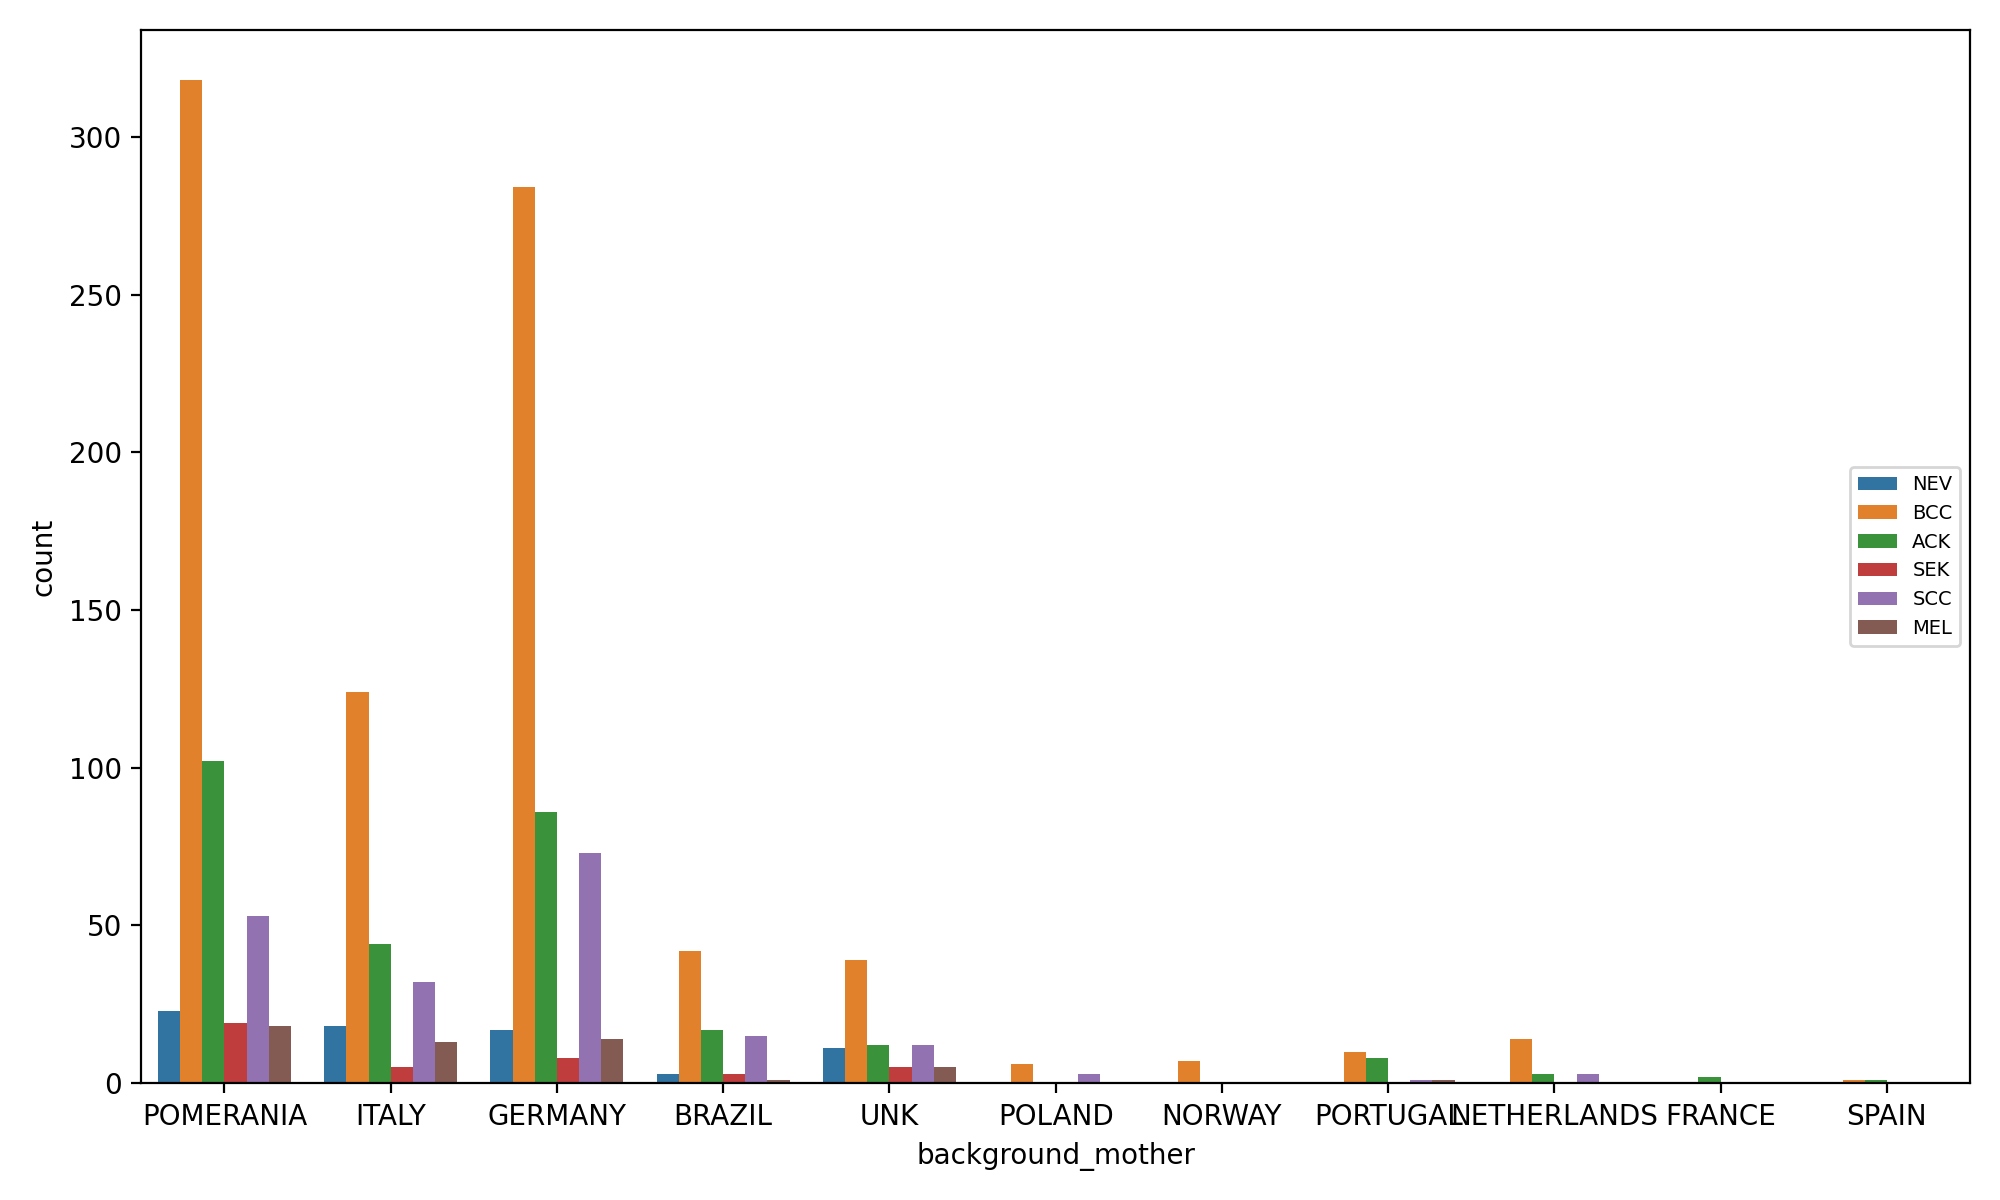 300
250
200
150
100
50
0
count
NEV
BCC
ACK
SEK
SCC
MEL
POMERANIA ITALY GERMANY BRAZIL UNK POLAND NORWAY PORTUGAL NETHERLANDS FRANCE SPAIN
background_mother